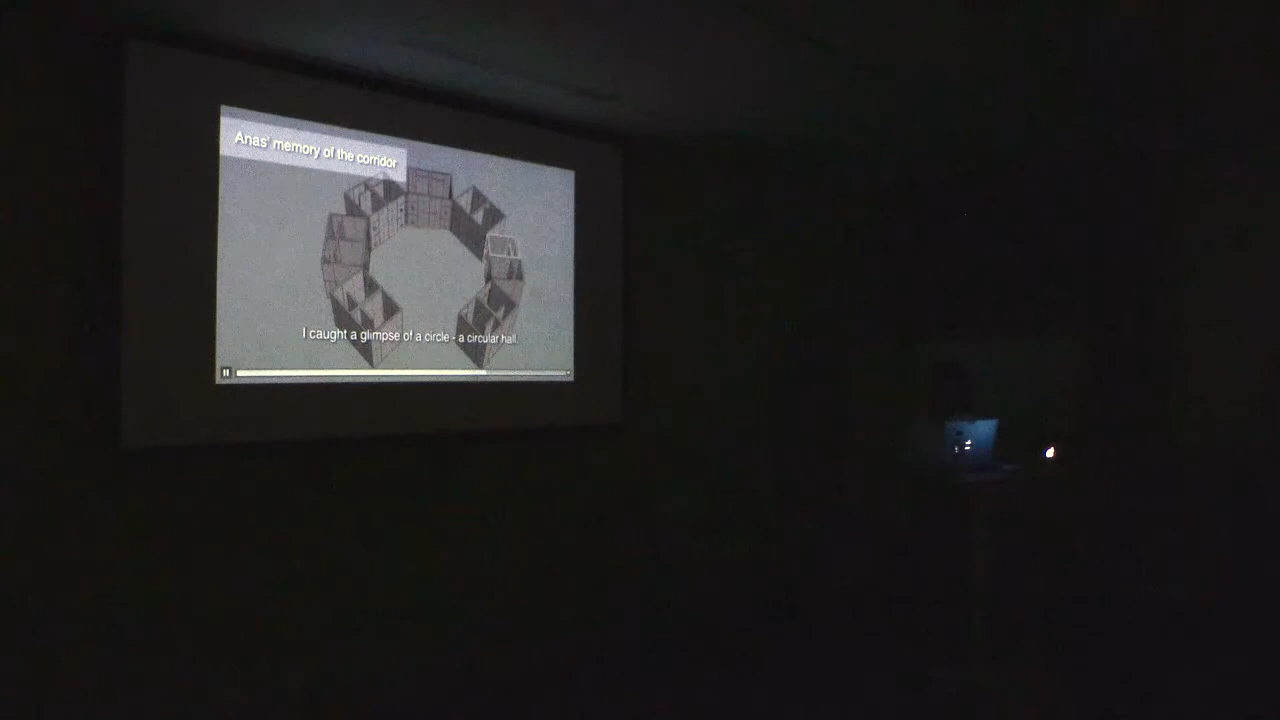 Anas' memory of the corridor
I caught a glimpse of a circle - a circular hall.